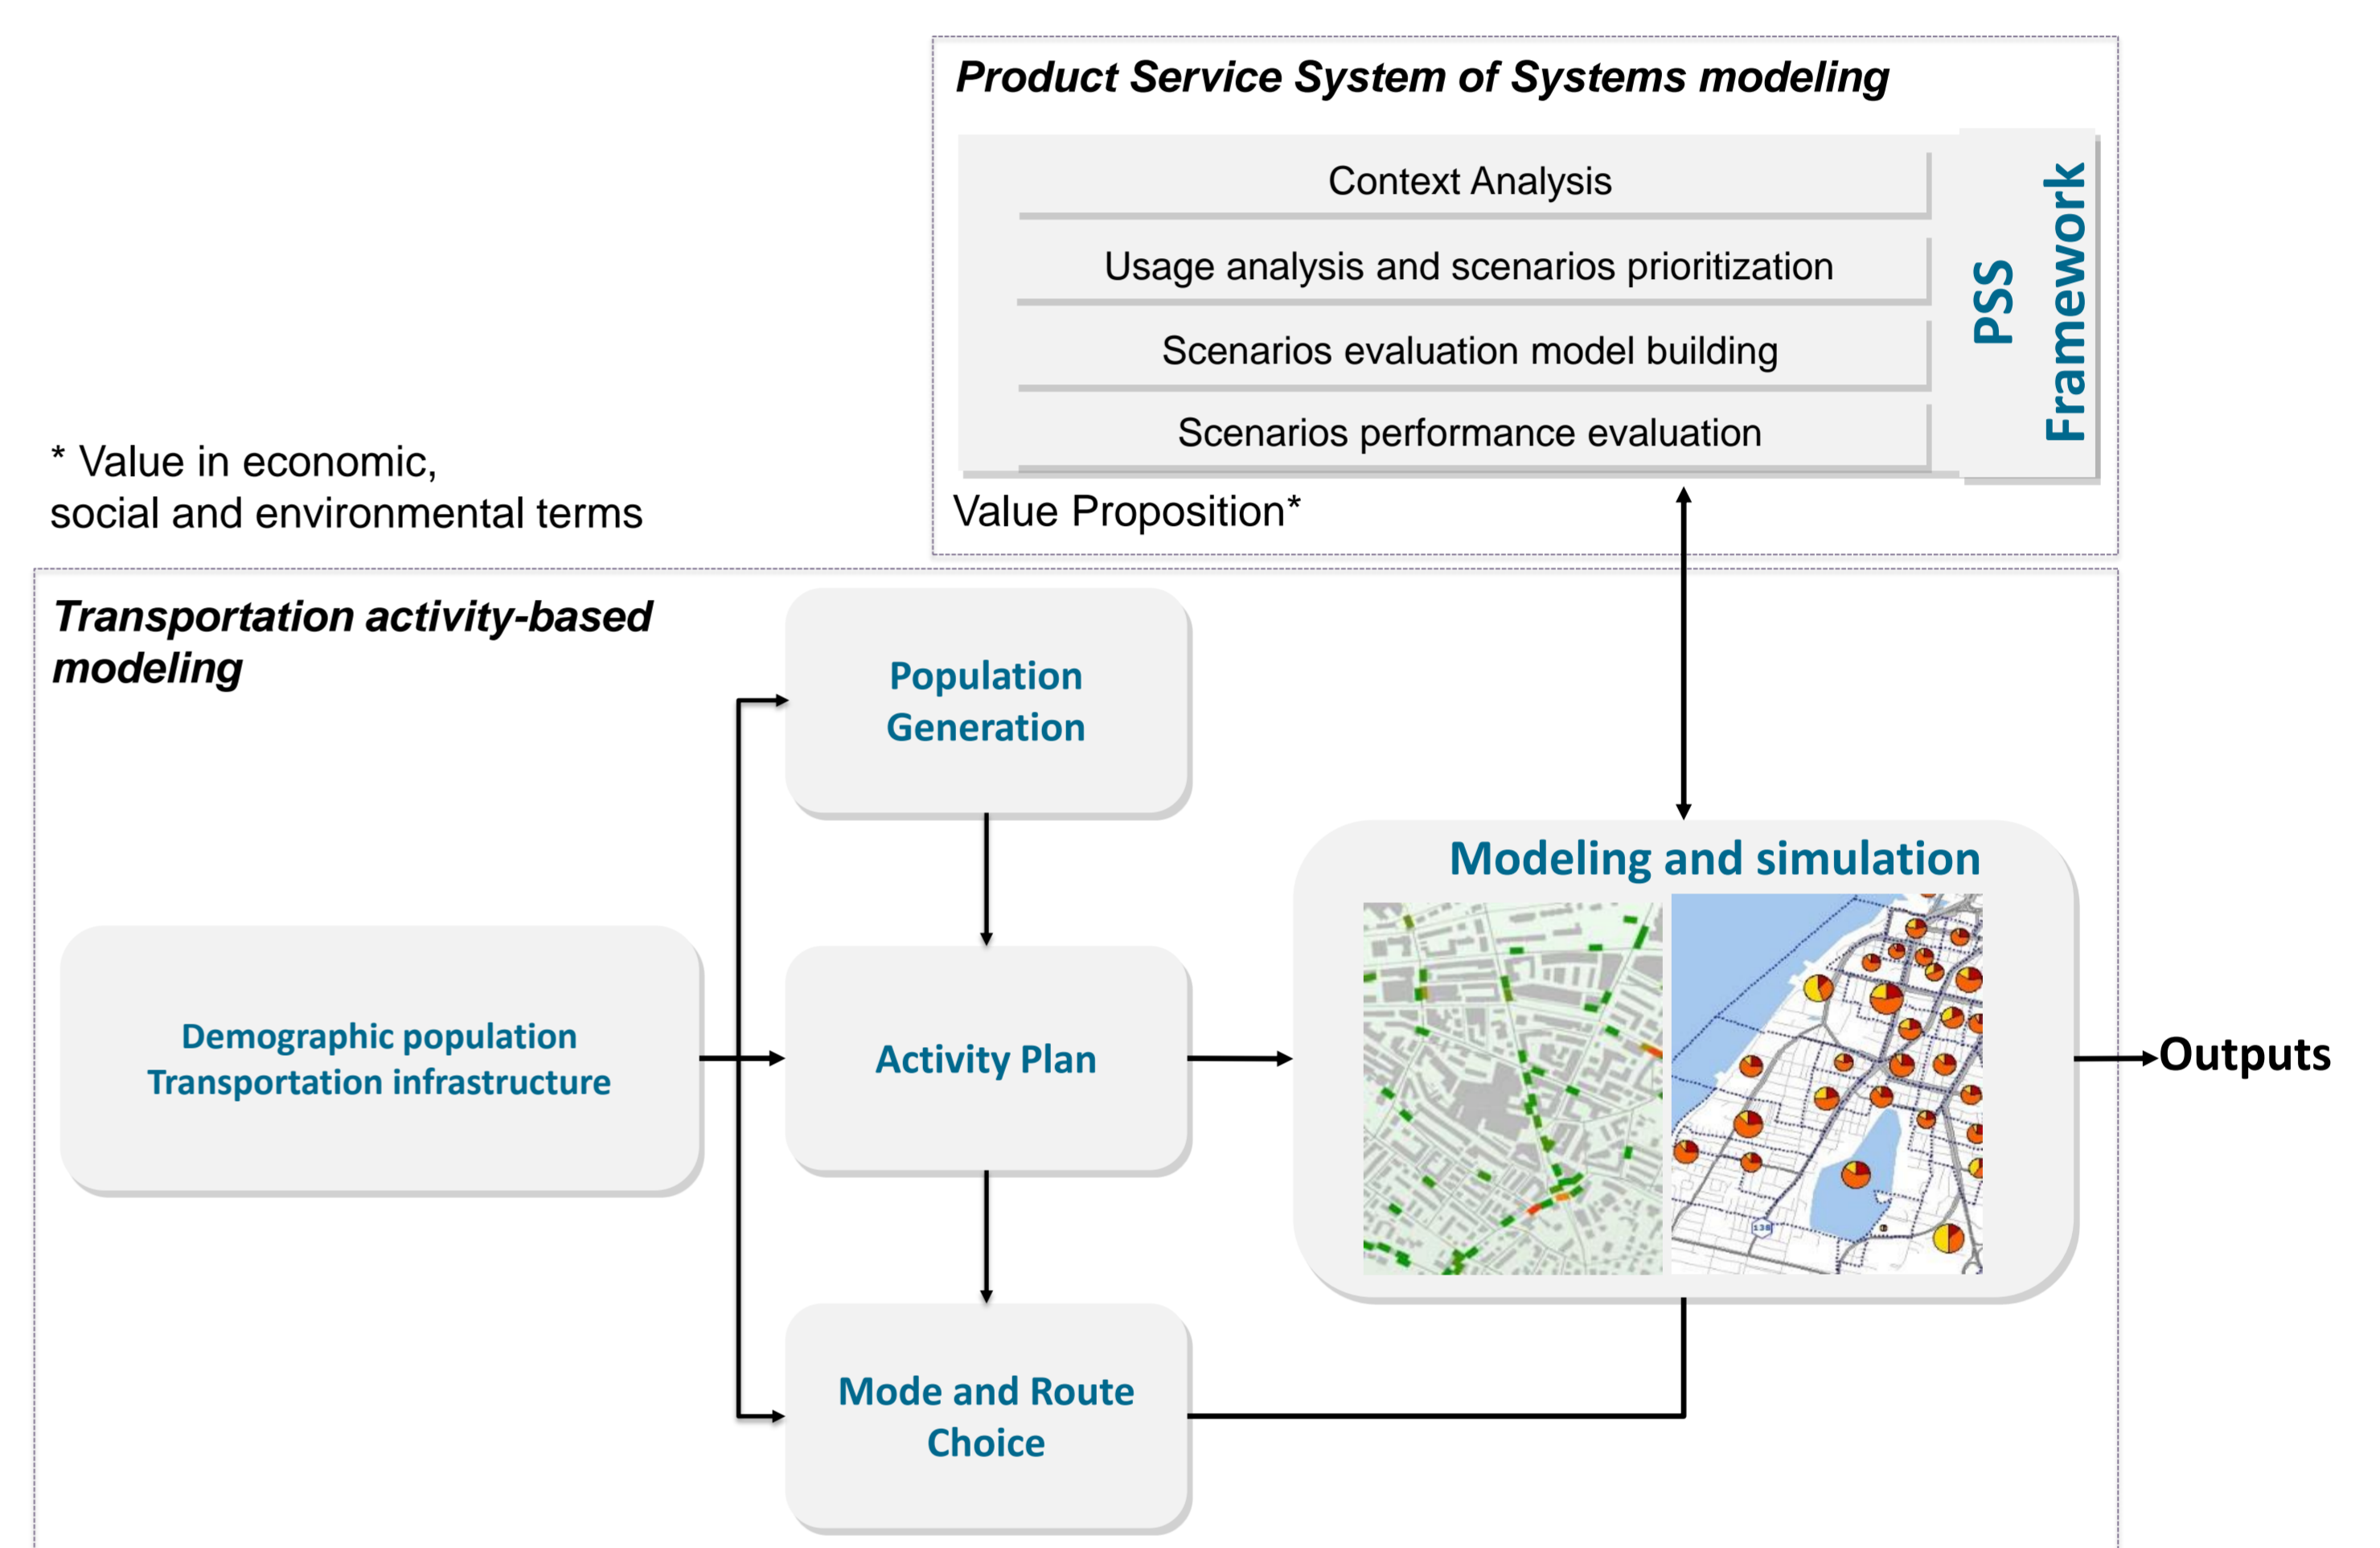 Product Service System of Systems modeling
Context Analysis
Usage analysis and scenarios prioritization
Scenarios evaluation model building
Scenarios performance evaluation
PSS
Framework
Value Proposition*
* Value in economic,
social and environmental terms
Transportation activity-based
modeling
Population
Generation
Demographic population
Transportation infrastructure
Activity Plan
Mode and Route
Choice
Modeling and simulation
138
Outputs